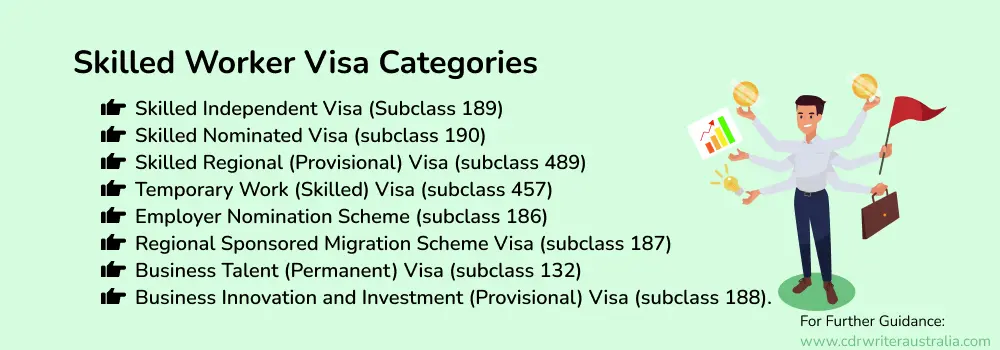 Skilled Worker Visa Categories
Skilled Independent Visa (Subclass 189)
Skilled Nominated Visa (subclass 190)
Skilled Regional (Provisional) Visa (subclass 489)
Temporary Work (Skilled) Visa (subclass 457)
Employer Nomination Scheme (subclass 186)
Regional Sponsored Migration Scheme Visa (subclass 187)
Business Talent (Permanent) Visa (subclass 132)
Business Innovation and Investment (Provisional) Visa (subclass 188).
For Further Guidance:
www.cdrwriteraustralia.com